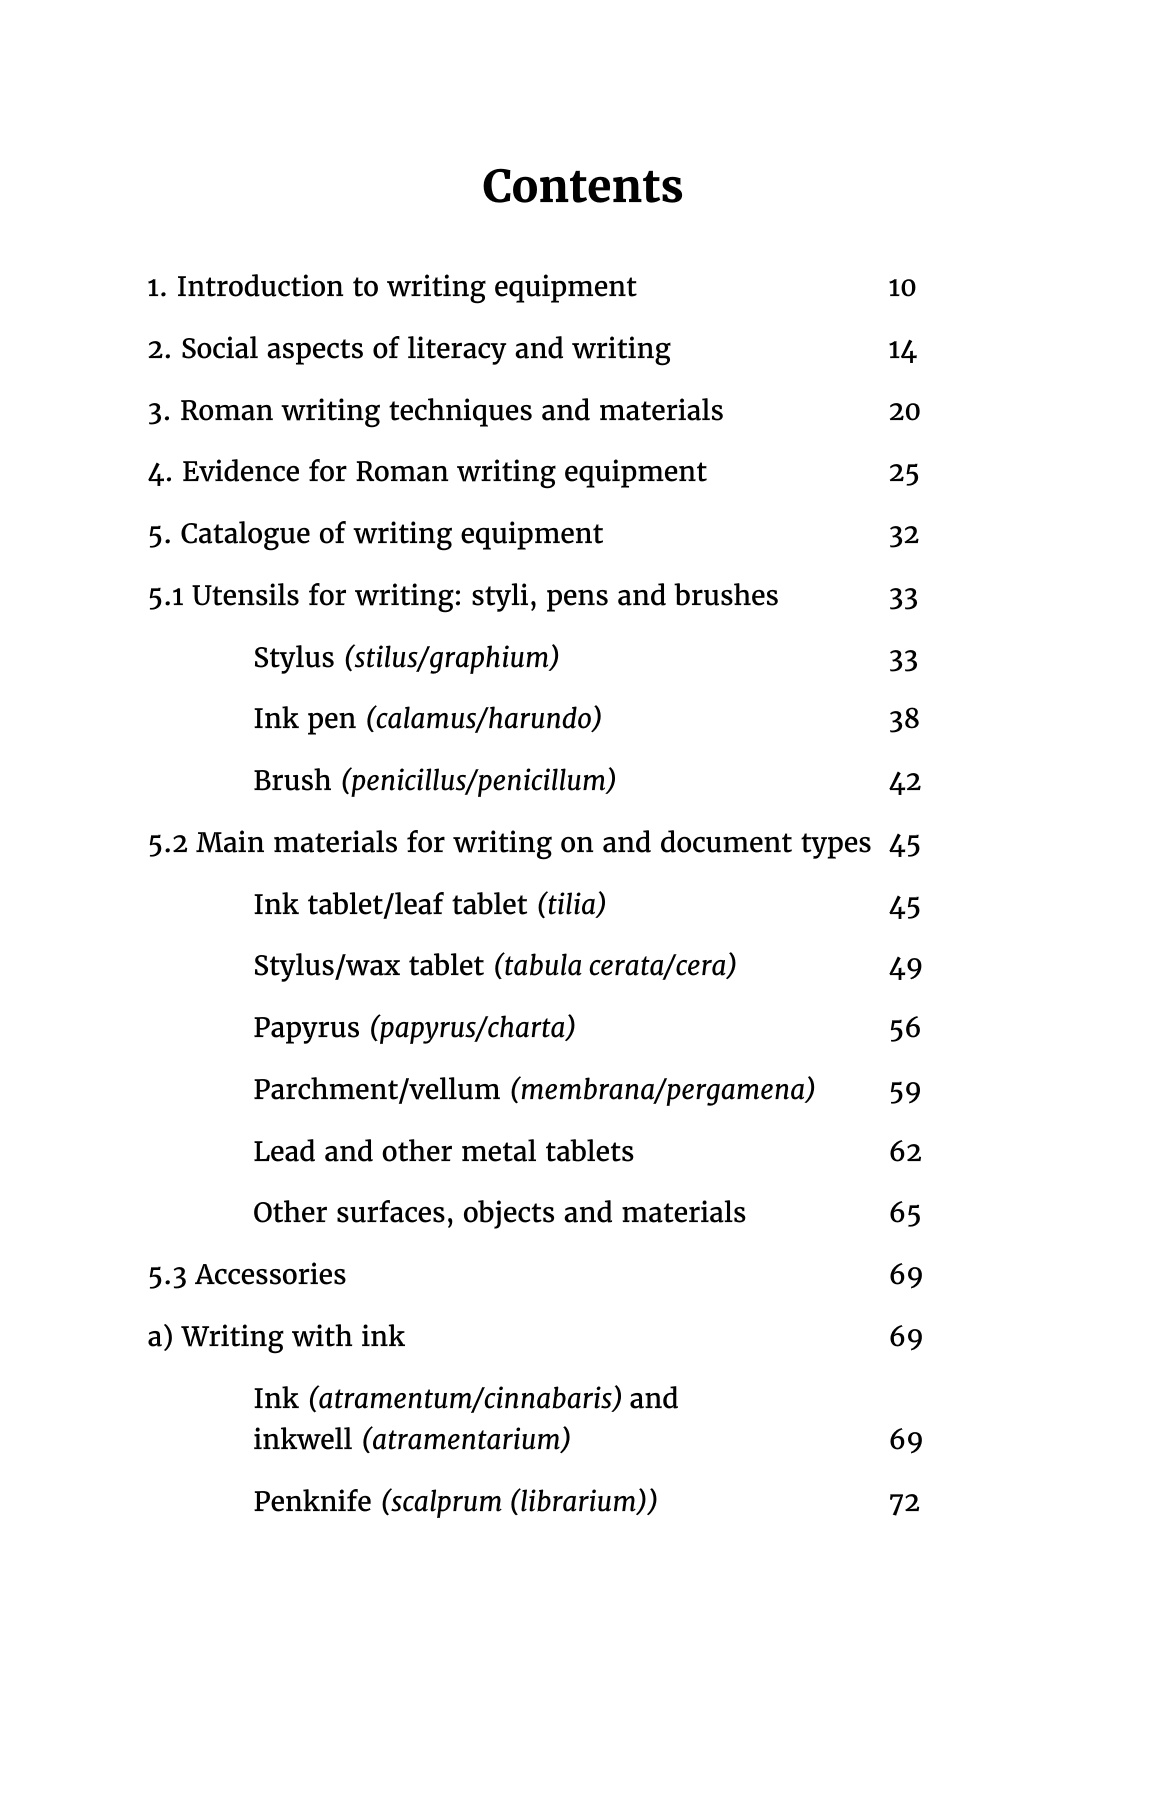 Contents
1. Introduction to writing equipment 10
2. Social aspects of literacy and writing 14
3. Roman writing techniques and materials 20
4. Evidence for Roman writing equipment 25
5. Catalogue of writing equipment 32
5.1 Utensils for writing: styli, pens and brushes 33
Stylus (stilus/graphium) 33
Ink pen (calamus/harundo) 38
Brush (penicillus/penicillum) 42
5.2 Main materials for writing on and document types 45
Ink tablet/leaf tablet (tilia) 45
Stylus/wax tablet (tabula cerata/cera) 49
Papyrus (papyrus/charta) 56
Parchment/vellum (membrana/pergamena) 59
Lead and other metal tablets 62
Other surfaces, objects and materials 65
5.3 Accessories 69
a) Writing with ink 69
Ink (atramentum/cinnabaris) and
inkwell (atramentarium) 69
Penknife (scalprum (librarium)) 72